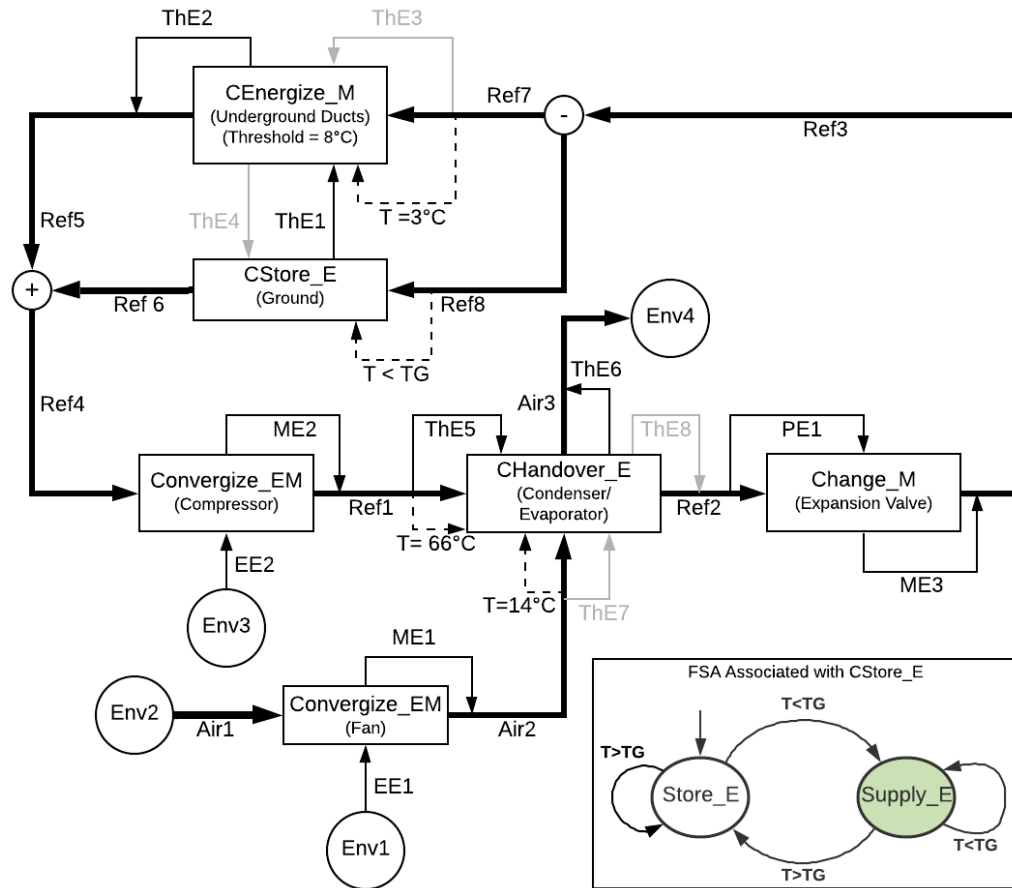 ThE2
ThE3
CEnergize_M
(Underground Ducts)
(Threshold = 8°C)
Ref7
-
Ref3
T =3°C
Ref5
ThE4
ThE1
CStore_E
(Ground)
+
Ref 6
Ref8
T < TG
Env4
ThE6
Air3
Ref4
ME2
ThE5
ThE8
PE1
Convergize_EM
(Compressor)
Ref1
CHandover_E
(Condenser/
Evaporator)
Ref2
Change_M
(Expansion Valve)
T= 66°C
EE2
ME3
T=14°C
ThE7
Env3
ME1
Env2
Air1
Convergize_EM
(Fan)
Air2
EE1
Env1
FSA Associated with CStore_E
T<TG
T>TG
Store_E
Supply_E
T<TG
T>TG